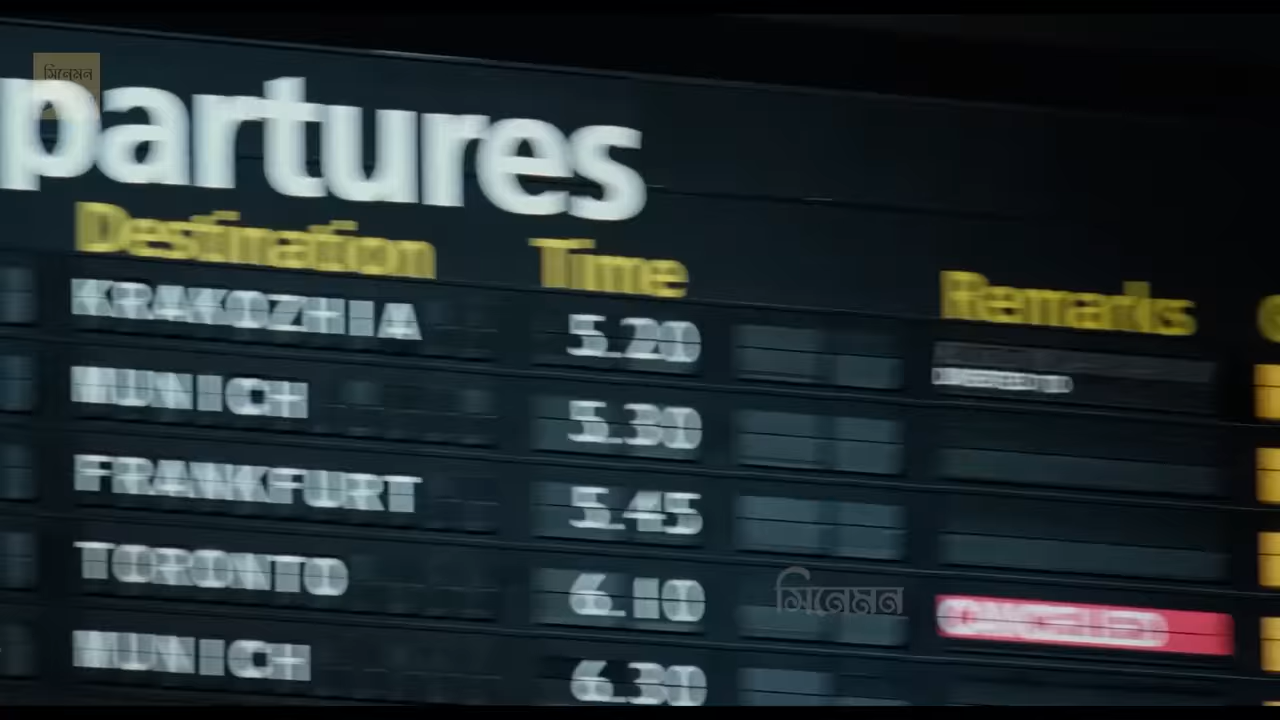 সিনেমন
partures
Destination Time Remarks
KRAKOZHIA 5.20
MUNICH 5.30
FRANKFURT 5.45
TORONTO 6.10 CANCELLED
সিনেমন
MUNICH 6.30